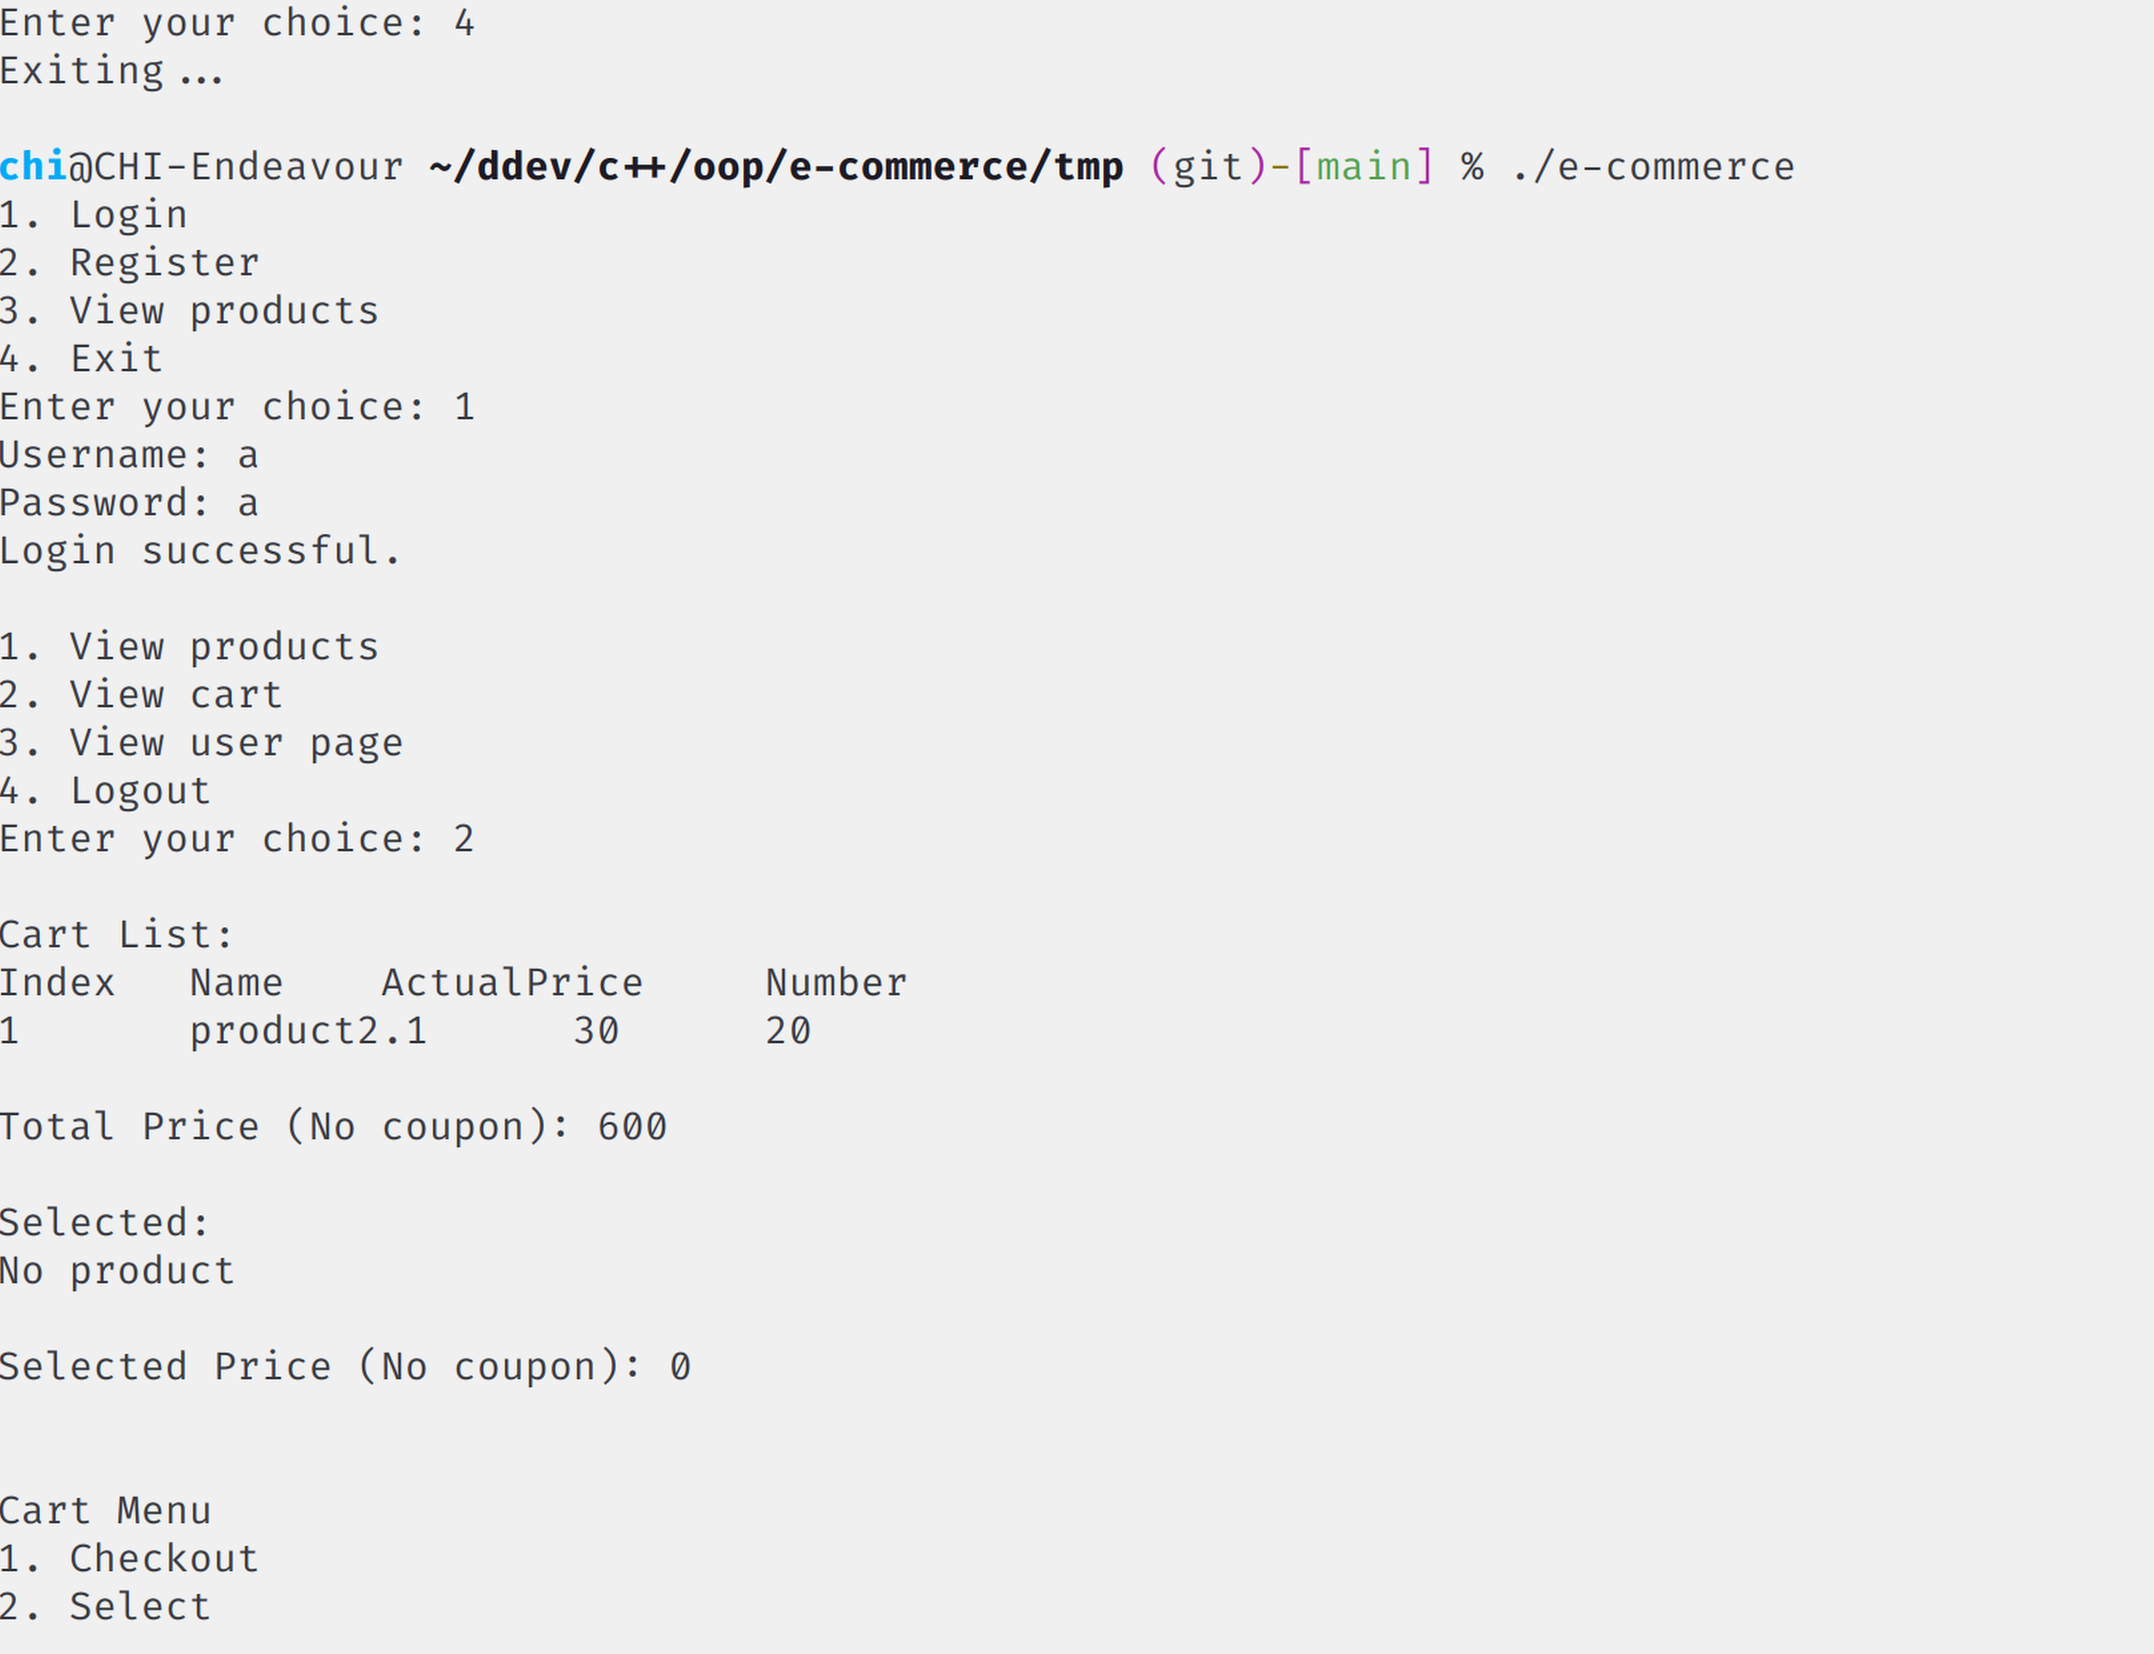 Enter your choice: 4
Exiting...
chi@CHI-Endeavour ~/ddev/c++/oop/e-commerce/tmp (git)-[main] % ./e-commerce
1. Login
2. Register
3. View products
4. Exit
Enter your choice: 1
Username: a
Password: a
Login successful.
1. View products
2. View cart
3. View user page
4. Logout
Enter your choice: 2
Cart List:
Index   Name    ActualPrice     Number
1       product2.1      30      20
Total Price (No coupon): 600
Selected:
No product
Selected Price (No coupon): 0
Cart Menu
1. Checkout
2. Select